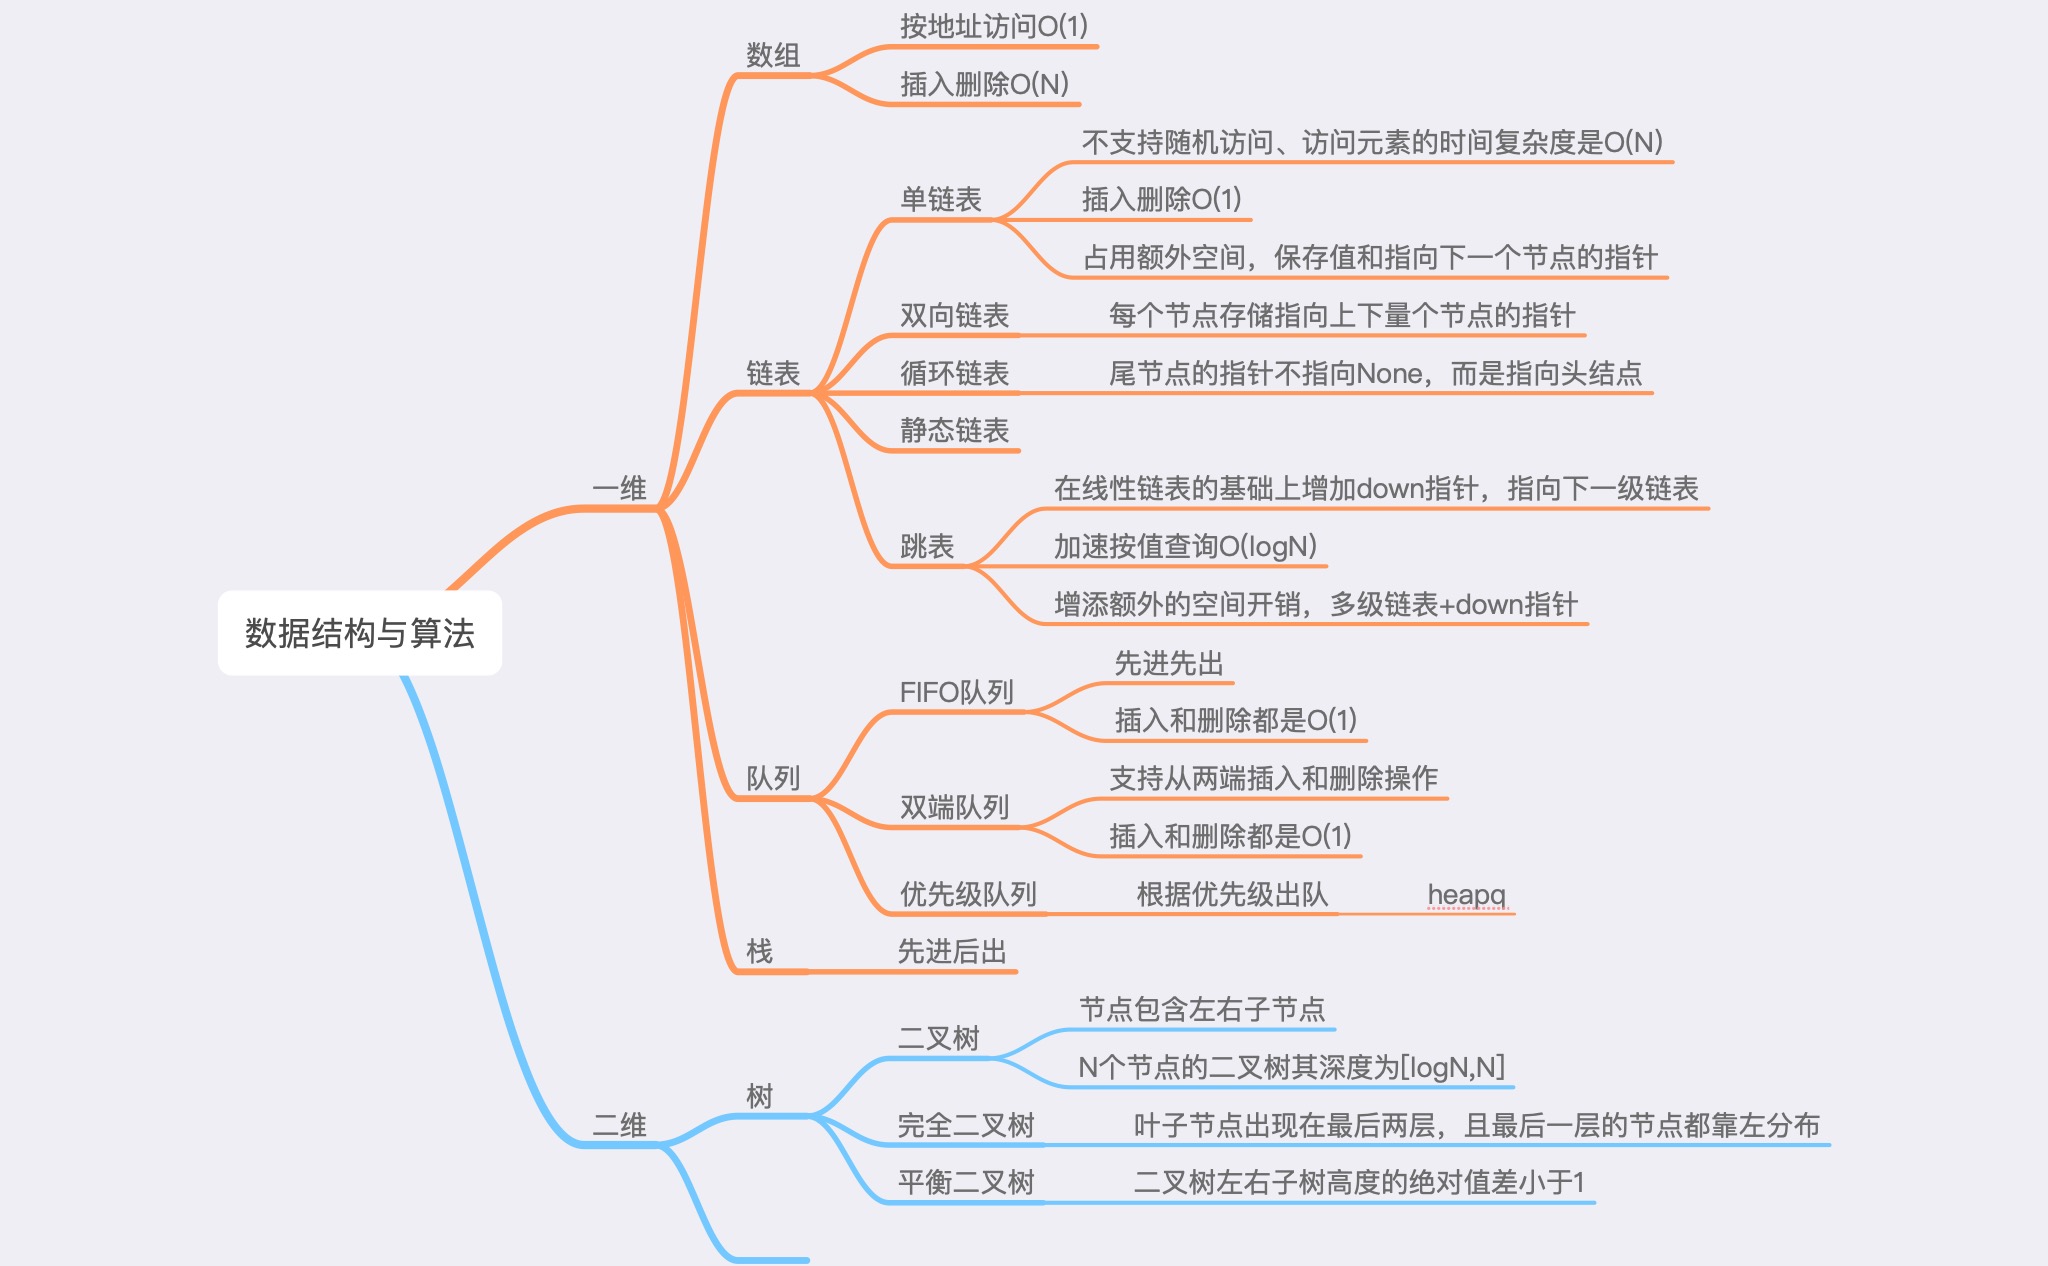 数据结构与算法
一维
数组
按地址访问O(1)
插入删除O(N)
链表
单链表
不支持随机访问、访问元素的时间复杂度是O(N)
插入删除O(1)
占用额外空间，保存值和指向下一个节点的指针
双向链表
每个节点存储指向上下量个节点的指针
循环链表
尾节点的指针不指向None，而是指向头结点
静态链表
跳表
在线性链表的基础上增加down指针，指向下一级链表
加速按值查询O(logN)
增添额外的空间开销，多级链表+down指针
队列
FIFO队列
先进先出
插入和删除都是O(1)
双端队列
支持从两端插入和删除操作
插入和删除都是O(1)
优先级队列
根据优先级出队
heapq
栈
先进后出
二维
树
二叉树
节点包含左右子节点
N个节点的二叉树其深度为[logN,N]
完全二叉树
叶子节点出现在最后两层，且最后一层的节点都靠左分布
平衡二叉树
二叉树左右子树高度的绝对值差小于1